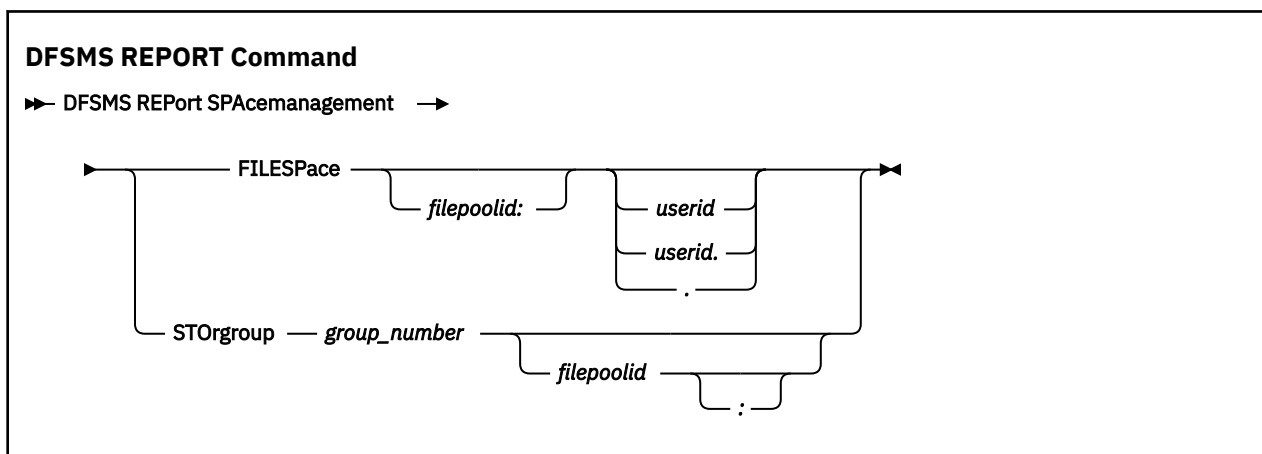 DFSMS REPORT Command
DFSMS REPort SPAcemanagement
FILESPace
filepoolid:
userid
userid.
.
STOrgroup group_number
filepoolid
: